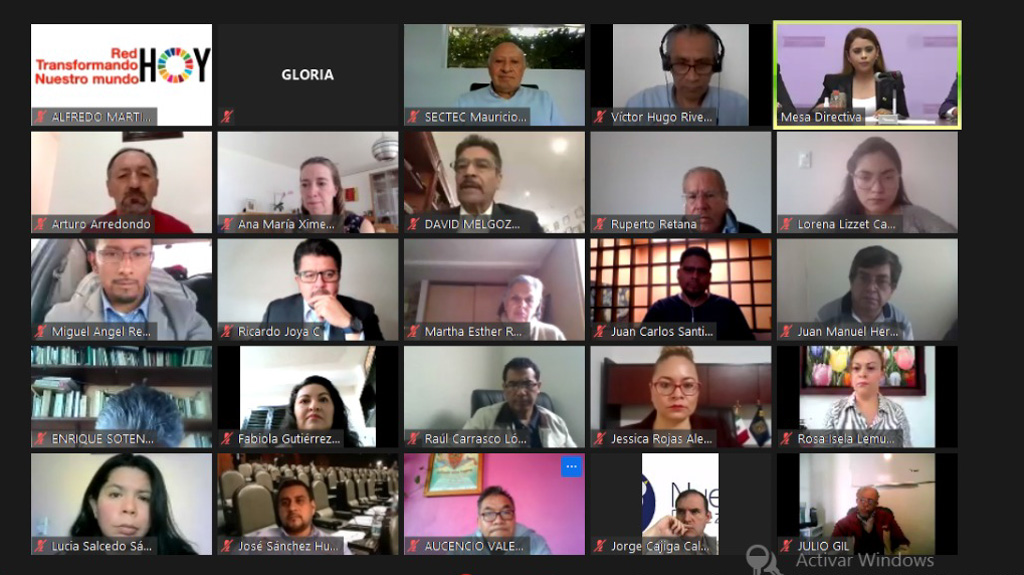 Red
Transformando
Nuestro mundo
HOY
ALFREDO MARTI...
GLORIA
SECTEC Mauricio...
Víctor Hugo Rive...
Mesa Directiva
Arturo Arredondo
Ana María Xime...
DAVID MELGOZ...
Ruperto Retana
Lorena Lizzet Ca...
Miguel Angel Re...
Ricardo Joya C
Martha Esther R...
Juan Carlos Santi...
Juan Manuel Her...
ENRIQUE SOTEN...
Fabiola Gutiérrez...
Raúl Carrasco Ló...
Jessica Rojas Ale...
Rosa Isela Lemu...
Lucia Salcedo Sá...
José Sánchez Hu...
AUCENCIO VALE...
Jorge Cajiga Cal...
JULIO GIL
Activar Windows